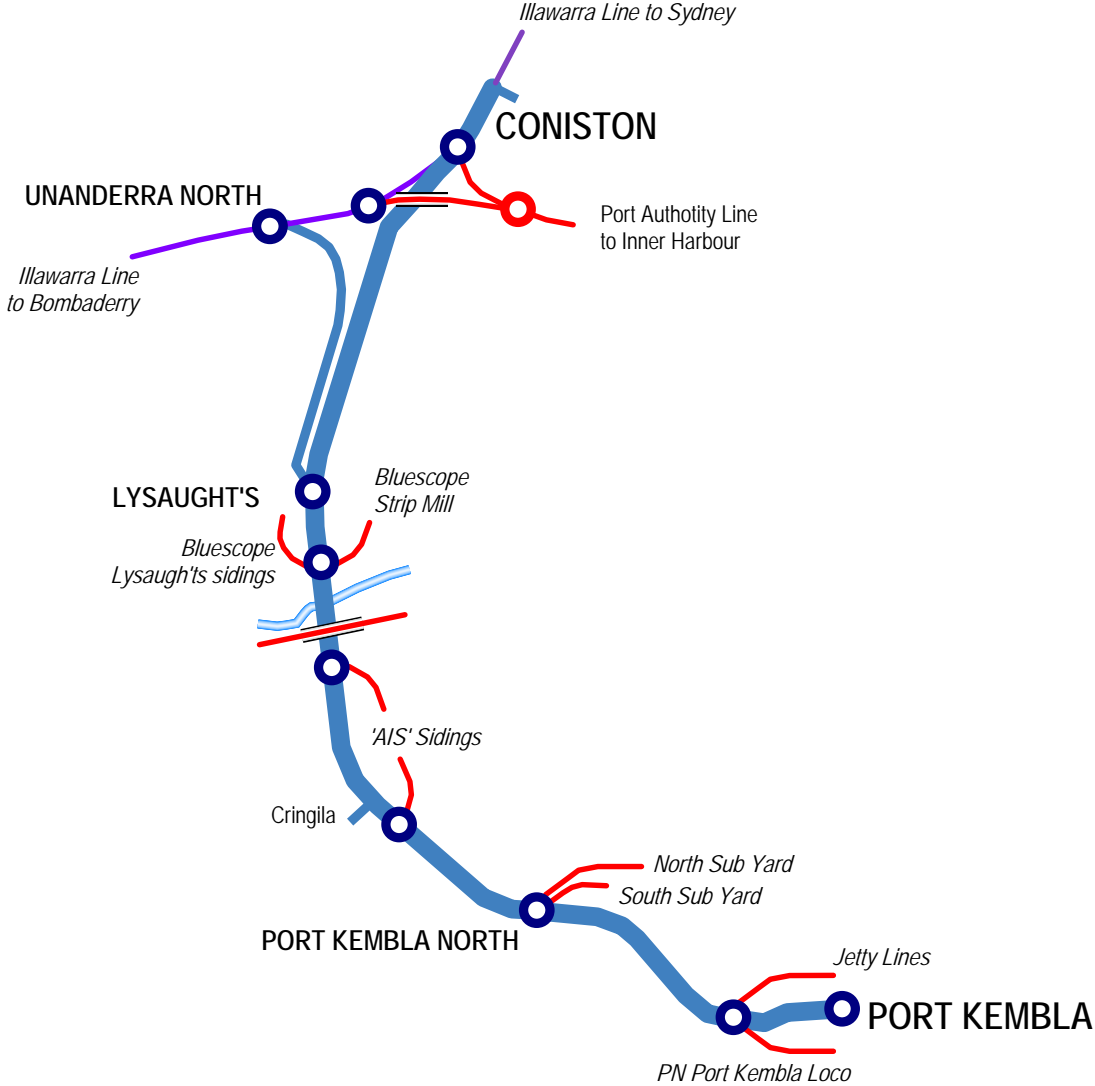 Illawarra Line to Sydney
CONISTON
UNANDERRA NORTH
Port Authotity Line
to Inner Harbour
Illawarra Line
to Bombaderry
Bluescope
Strip Mill
LYSAUGHT'S
Bluescope
Lysaugh'ts sidings
'AIS' Sidings
Cringila
North Sub Yard
South Sub Yard
PORT KEMBLA NORTH
Jetty Lines
PORT KEMBLA
PN Port Kembla Loco